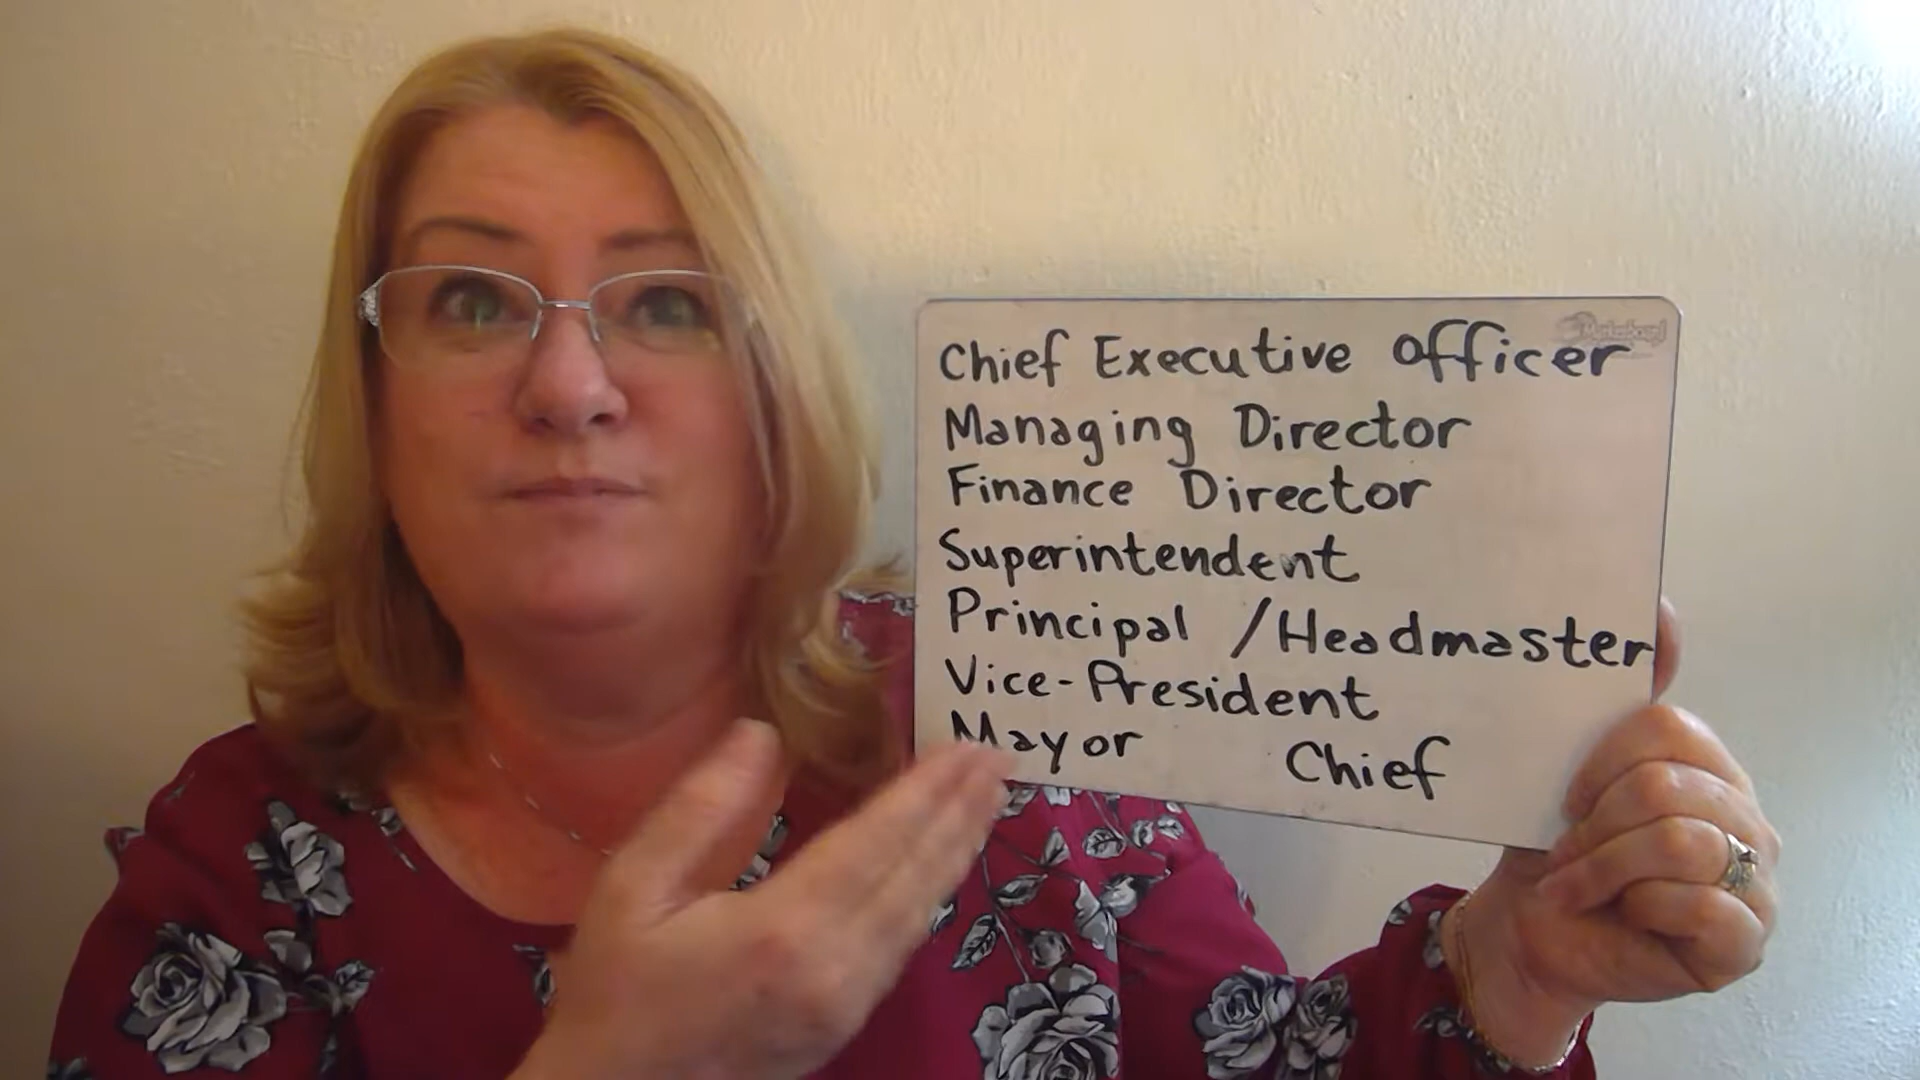 Chief Executive Officer
Managing Director
Finance Director
Superintendent
Principal / Headmaster
Vice-President
Mayor Chief